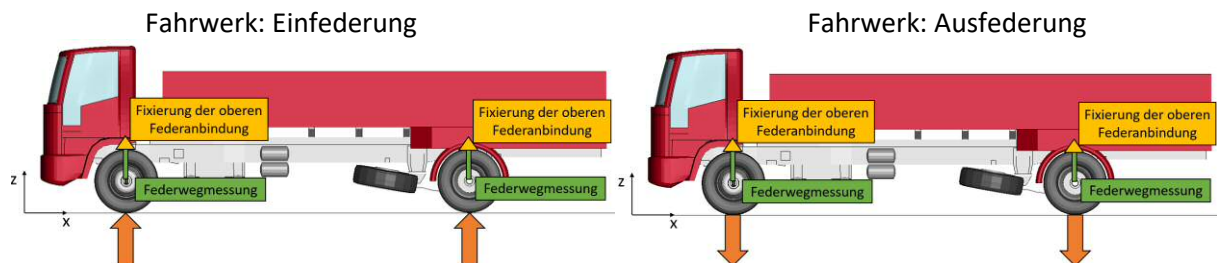 Fahrwerk: Einfederung
Fixierung der oberen
Federanbindung
Fixierung der oberen
Federanbindung
Federwegmessung
Federwegmessung
z
x
Fahrwerk: Ausfederung
Fixierung der oberen
Federanbindung
Fixierung der oberen
Federanbindung
Federwegmessung
Federwegmessung
z
x